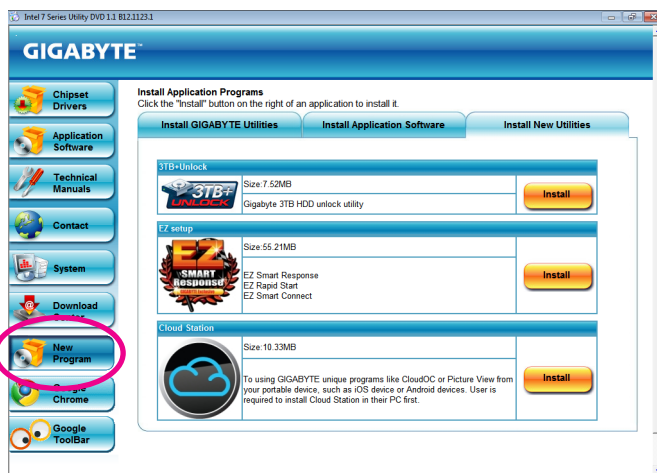 Intel 7 Series Utility DVD 1.1 B12.1123.1
GIGABYTE™
Chipset
Drivers
Application
Software
Technical
Manuals
Contact
System
Download
Center
New
Program
Google
Chrome
Google
ToolBar
Install Application Programs
Click the "Install" button on the right of an application to install it.
Install GIGABYTE Utilities
Install Application Software
Install New Utilities
3TB+Unlock
3TB+
UNLOCK
Size:7.52MB
Gigabyte 3TB HDD unlock utility
Install
EZ setup
EZ
SMART
Response
Size:55.21MB
EZ Smart Response
EZ Rapid Start
EZ Smart Connect
Install
Cloud Station
Size:10.33MB
To using GIGABYTE unique programs like CloudOC or Picture View from
your portable device, such as iOS device or Android devices. User is
required to install Cloud Station in their PC first.
Install